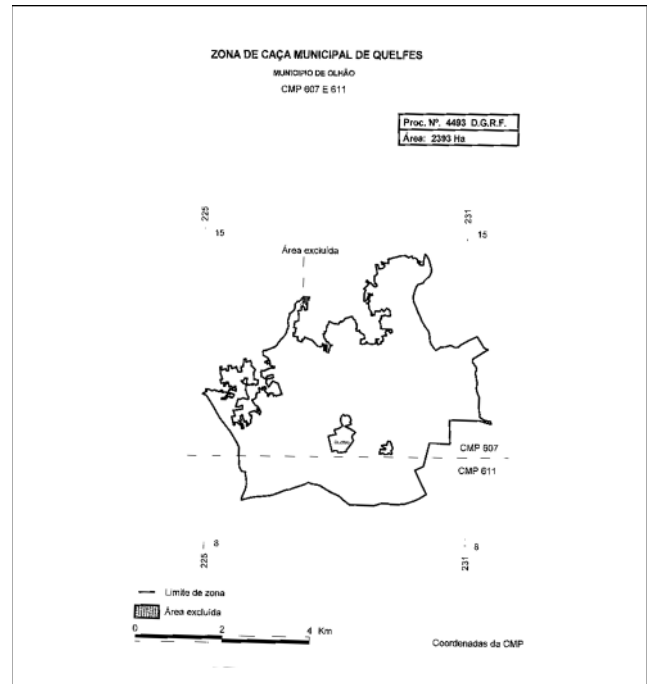 ZONA DE CAÇA MUNICIPAL DE QUELFES
MUNICIPIO DE OLHÃO
CMP 607 E 611
Proc. Nº. 4493 D.G.R.F.
Área: 2393 Ha
225
15
231
15
Área excluída
CMP 607
CMP 611
225
8
231
8
Limite de zona
Área excluída
0 2 4 Km
Coordenadas da CMP